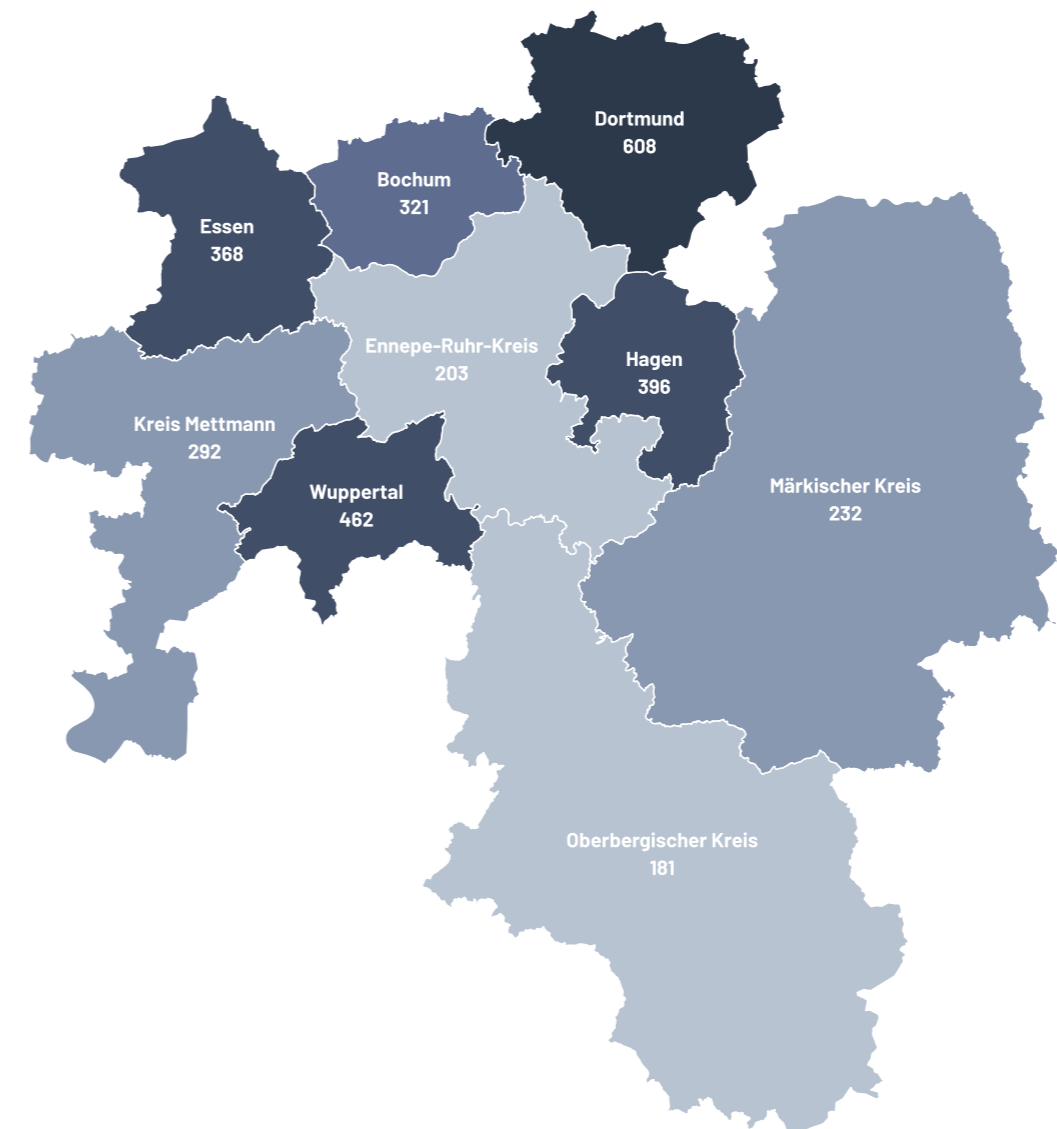 Dortmund
608
Bochum
321
Essen
368
Ennepe-Ruhr-Kreis
203
Hagen
396
Kreis Mettmann
292
Wuppertal
462
Märkischer Kreis
232
Oberbergischer Kreis
181